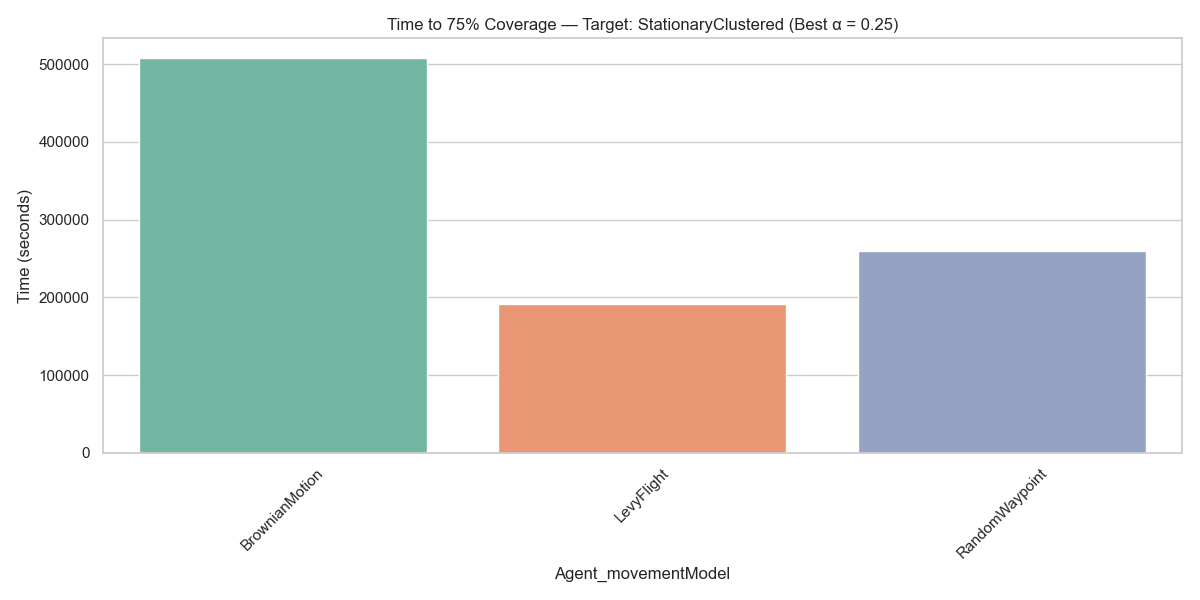 Time to 75% Coverage — Target: StationaryClustered (Best α = 0.25)
Time (seconds)
500000
400000
300000
200000
100000
0
BrownianMotion
LevyFlight
RandomWaypoint
Agent_movementModel